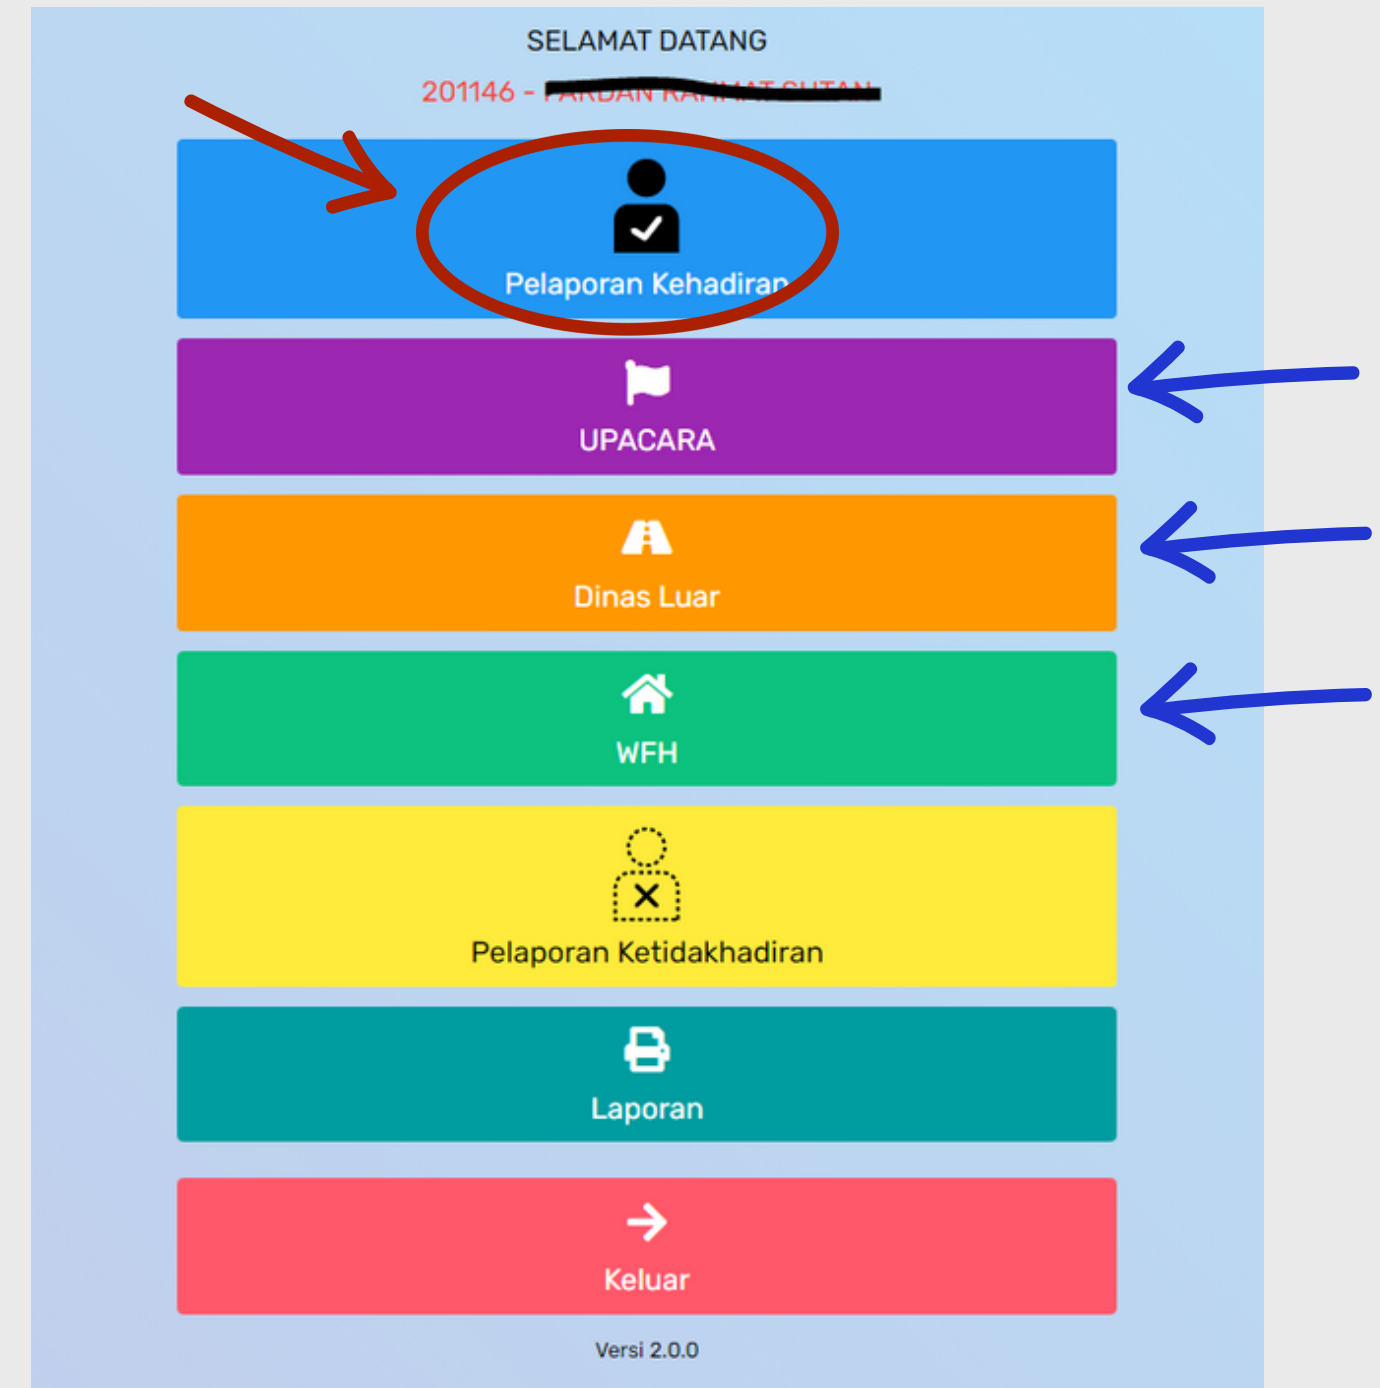 SELAMAT DATANG
201146 -
Pelaporan Kehadiran
UPACARA
Dinas Luar
WFH
Pelaporan Ketidakhadiran
Laporan
Keluar
Versi 2.0.0